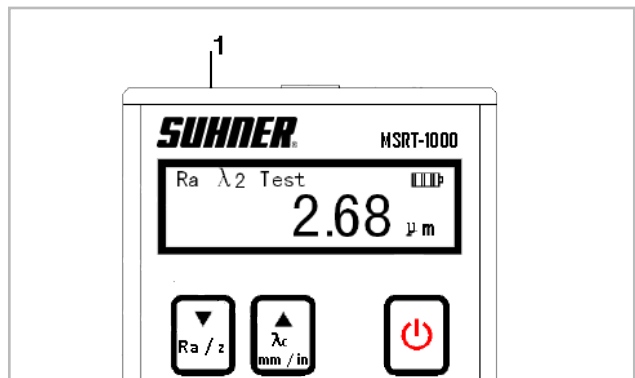 1
SUHNER®
MSRT-1000
Ra λ2 Test
2.68 μm
▼
Ra / z
▲
λc
mm / in